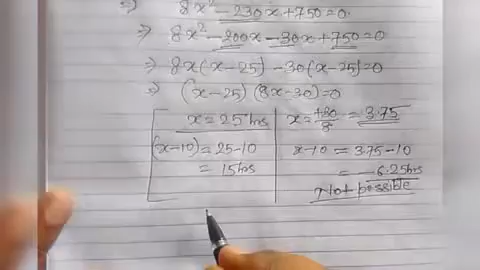 ⇒ 8x² - 230x + 750 = 0.
⇒ 8x² - 200x - 30x + 750 = 0
⇒ 8x (x - 25) - 30 (x - 25) = 0
⇒ (x - 25) (8x - 30) = 0
x = 25 hrs
(x - 10) = 25 - 10
= 15 hrs
x = +30/8 = 3.75
x - 10 = 3.75 - 10
= - 6.25 hrs
Not possible